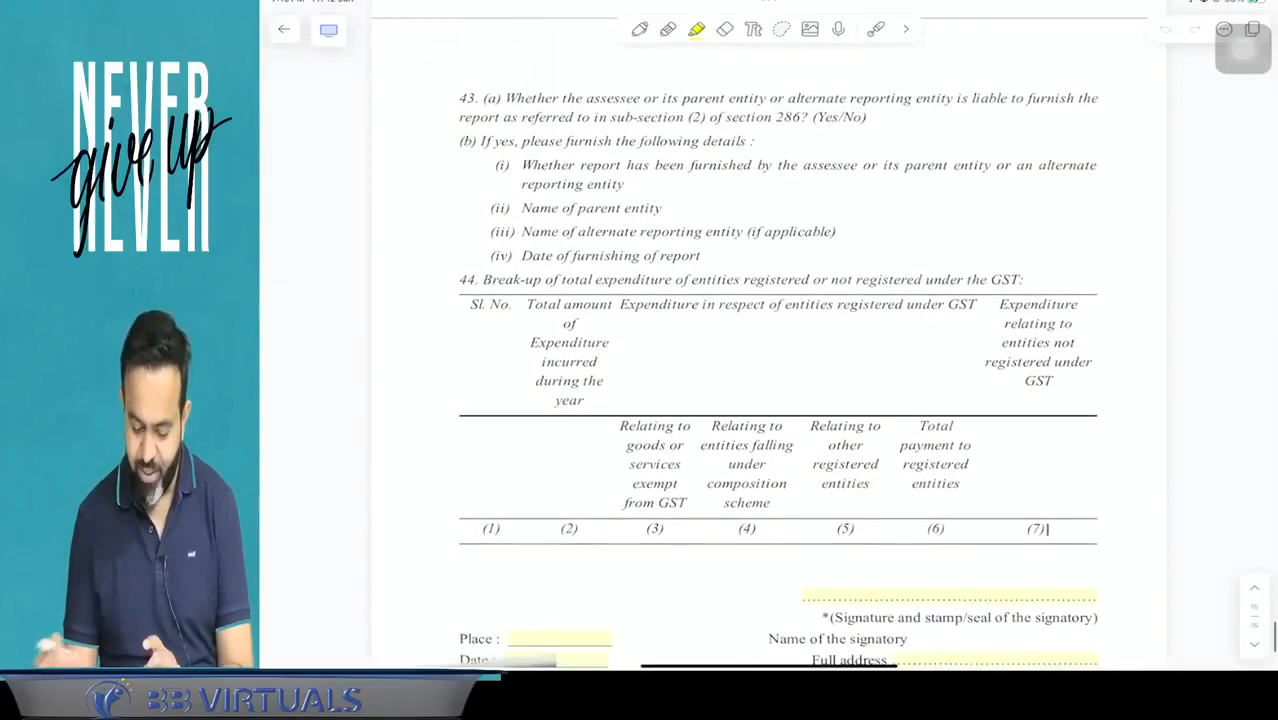 NEVER
give up
NEVER
Tt
43. (a) Whether the assessee or its parent entity or alternate reporting entity is liable to furnish the
report as referred to in sub-section (2) of section 286? (Yes/No)
(b) If yes, please furnish the following details :
(i) Whether report has been furnished by the assessee or its parent entity or an alternate
reporting entity
(ii) Name of parent entity
(iii) Name of alternate reporting entity (if applicable)
(iv) Date of furnishing of report
44. Break-up of total expenditure of entities registered or not registered under the GST:
Sl. No. Total amount Expenditure in respect of entities registered under GST Expenditure
of relating to
Expenditure entities not
incurred registered under
during the GST
year
Relating to Relating to Relating to Total
goods or entities falling other payment to
services under registered registered
exempt composition entities entities
from GST scheme
(1) (2) (3) (4) (5) (6) (7)
*(Signature and stamp/seal of the signatory)
Place : Name of the signatory
Date : Full address
16
16
BB VIRTUALS